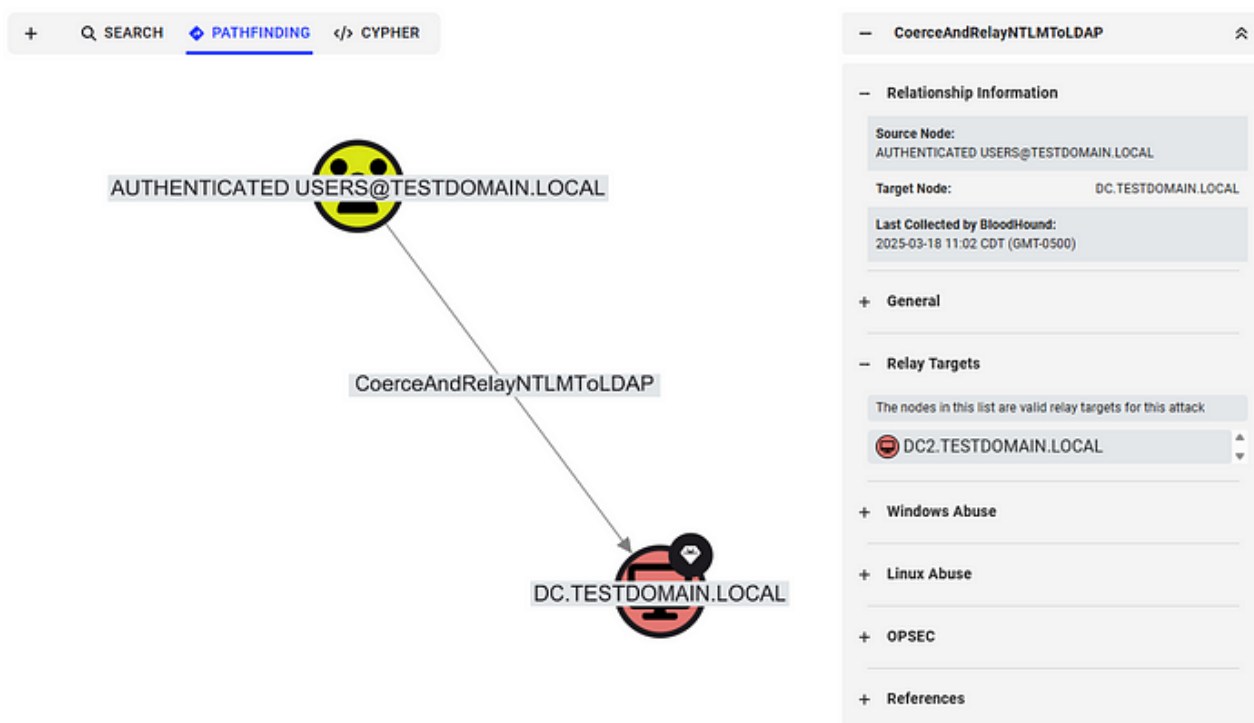 + SEARCH PATHFINDING </> CYPHER
AUTHENTICATED USERS@TESTDOMAIN.LOCAL
CoerceAndRelayNTLMToLDAP
DC.TESTDOMAIN.LOCAL
− CoerceAndRelayNTLMToLDAP
− Relationship Information
Source Node:
AUTHENTICATED USERS@TESTDOMAIN.LOCAL
Target Node: DC.TESTDOMAIN.LOCAL
Last Collected by BloodHound:
2025-03-18 11:02 CDT (GMT-0500)
+ General
− Relay Targets
The nodes in this list are valid relay targets for this attack
DC2.TESTDOMAIN.LOCAL
+ Windows Abuse
+ Linux Abuse
+ OPSEC
+ References